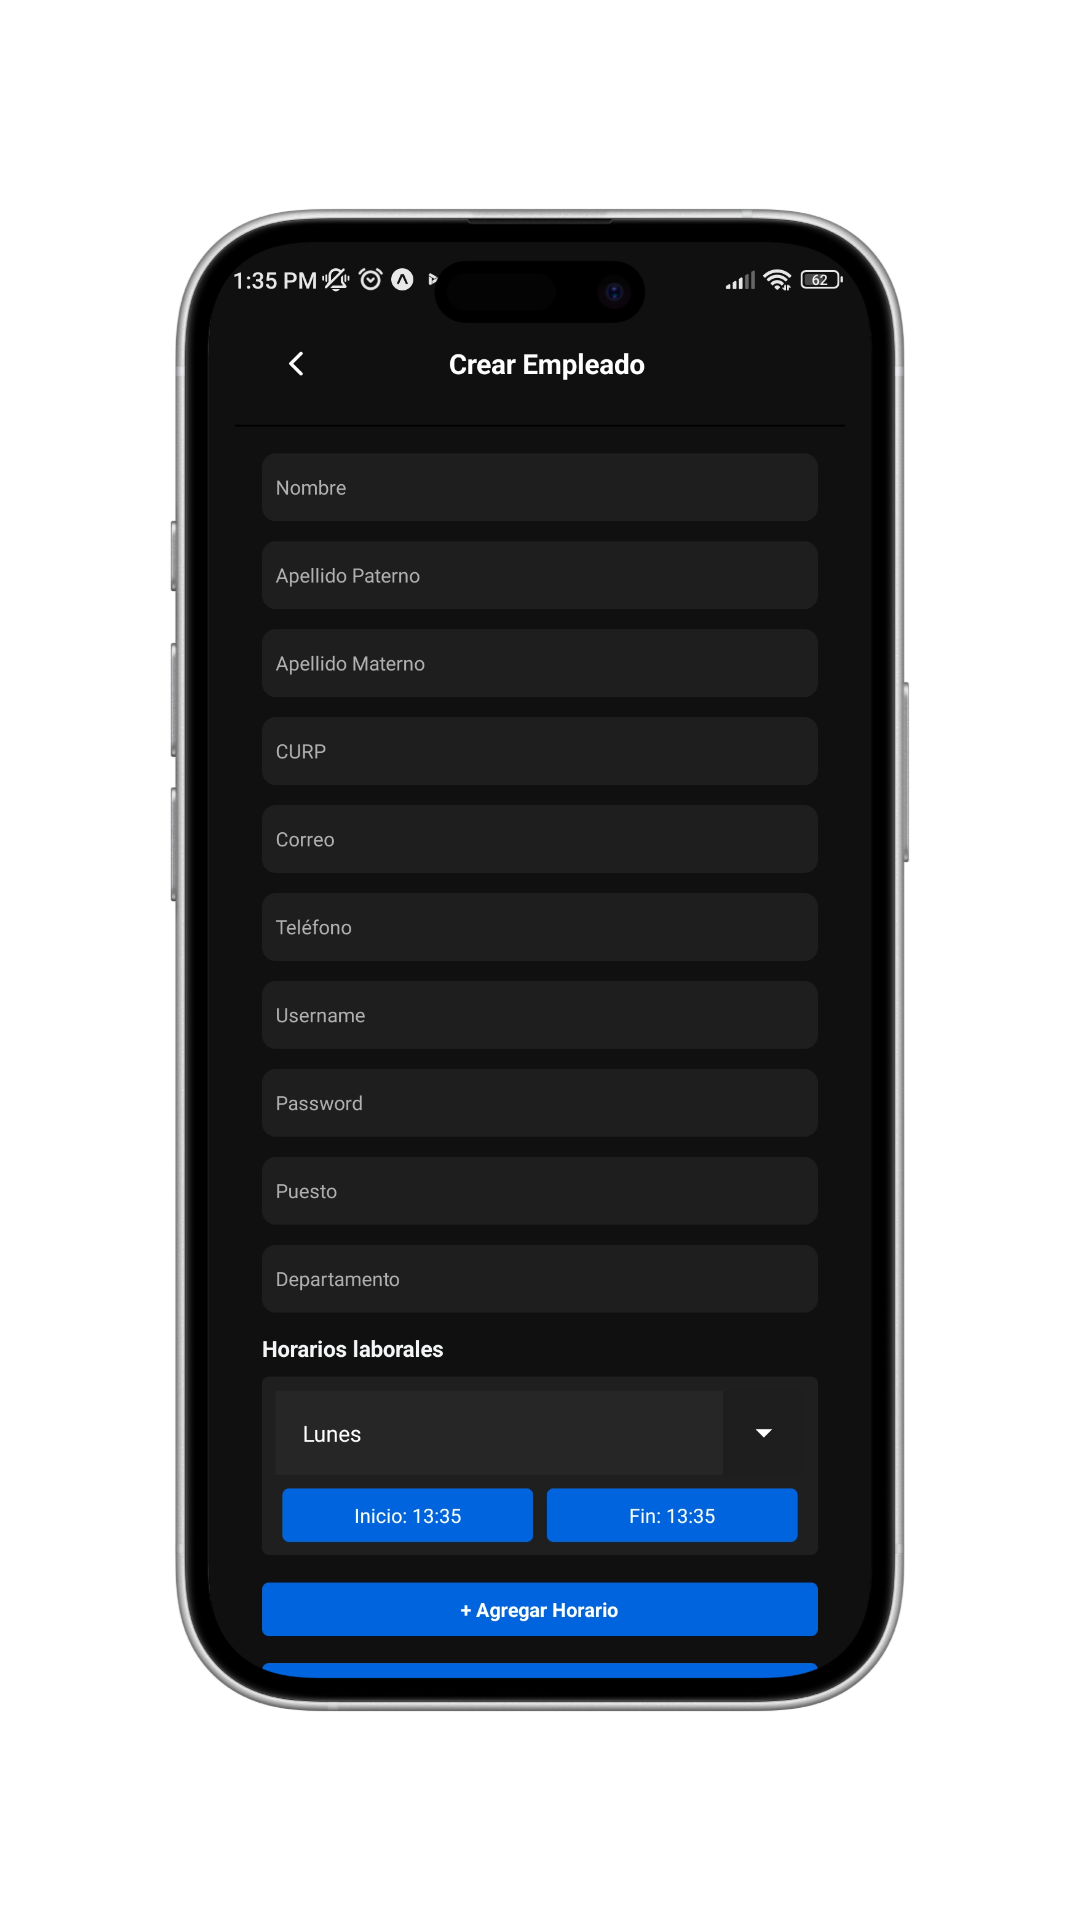 1:35 PM
62
Crear Empleado
Nombre
Apellido Paterno
Apellido Materno
CURP
Correo
Teléfono
Username
Password
Puesto
Departamento
Horarios laborales
Lunes
Inicio: 13:35
Fin: 13:35
+ Agregar Horario